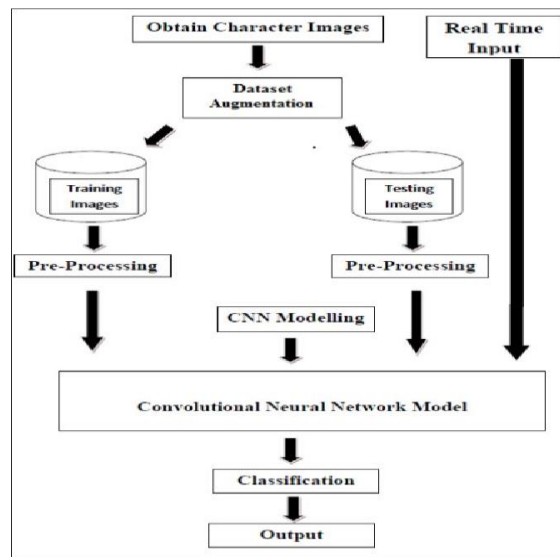 Obtain Character Images
Real Time
Input
Dataset
Augmentation
Training
Images
Testing
Images
Pre-Processing
Pre-Processing
CNN Modelling
Convolutional Neural Network Model
Classification
Output